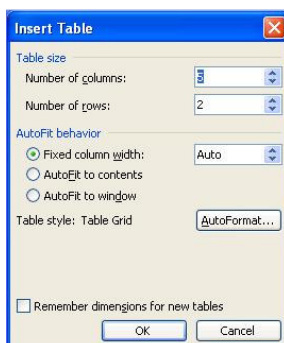 Insert Table
Table size
Number of columns: 5
Number of rows: 2
AutoFit behavior
Fixed column width: Auto
AutoFit to contents
AutoFit to window
Table style: Table Grid AutoFormat...
Remember dimensions for new tables
OK Cancel